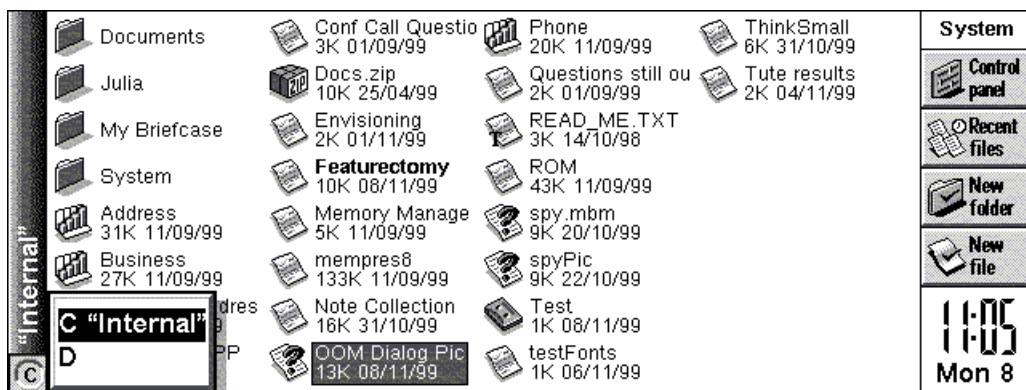 Documents
Julia
My Briefcase
System
Address
31K 11/09/99
Business
27K 11/09/99
dres
9
PP
Conf Call Questio
3K 01/09/99
Docs.zip
10K 25/04/99
Envisioning
2K 01/11/99
Featurectomy
10K 08/11/99
Memory Manage
5K 11/09/99
mempres8
133K 11/09/99
Note Collection
16K 31/10/99
OOM Dialog Pic
13K 08/11/99
Phone
20K 11/09/99
Questions still ou
2K 01/09/99
READ_ME.TXT
3K 14/10/98
ROM
43K 11/09/99
spy.mbm
9K 20/10/99
spyPic
9K 22/10/99
Test
1K 08/11/99
testFonts
1K 06/11/99
ThinkSmall
6K 31/10/99
Tute results
2K 04/11/99
"Internal"
C
C "Internal"
D
System
Control
panel
Recent
files
New
folder
New
file
11:05
Mon 8
ZIP
T